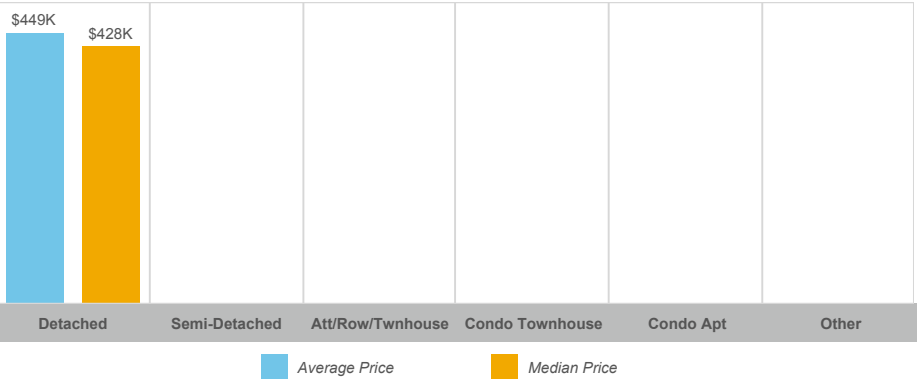 $449K
$428K
Detached Semi-Detached Att/Row/Twnhouse Condo Townhouse Condo Apt Other
Average Price Median Price